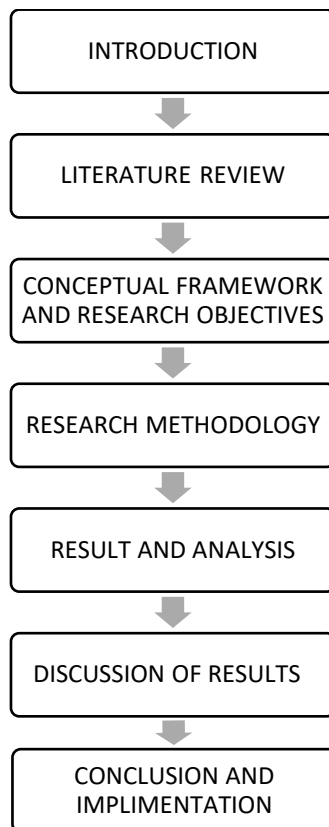 INTRODUCTION
LITERATURE REVIEW
CONCEPTUAL FRAMEWORK
AND RESEARCH OBJECTIVES
RESEARCH METHODOLOGY
RESULT AND ANALYSIS
DISCUSSION OF RESULTS
CONCLUSION AND
IMPLIMENTATION